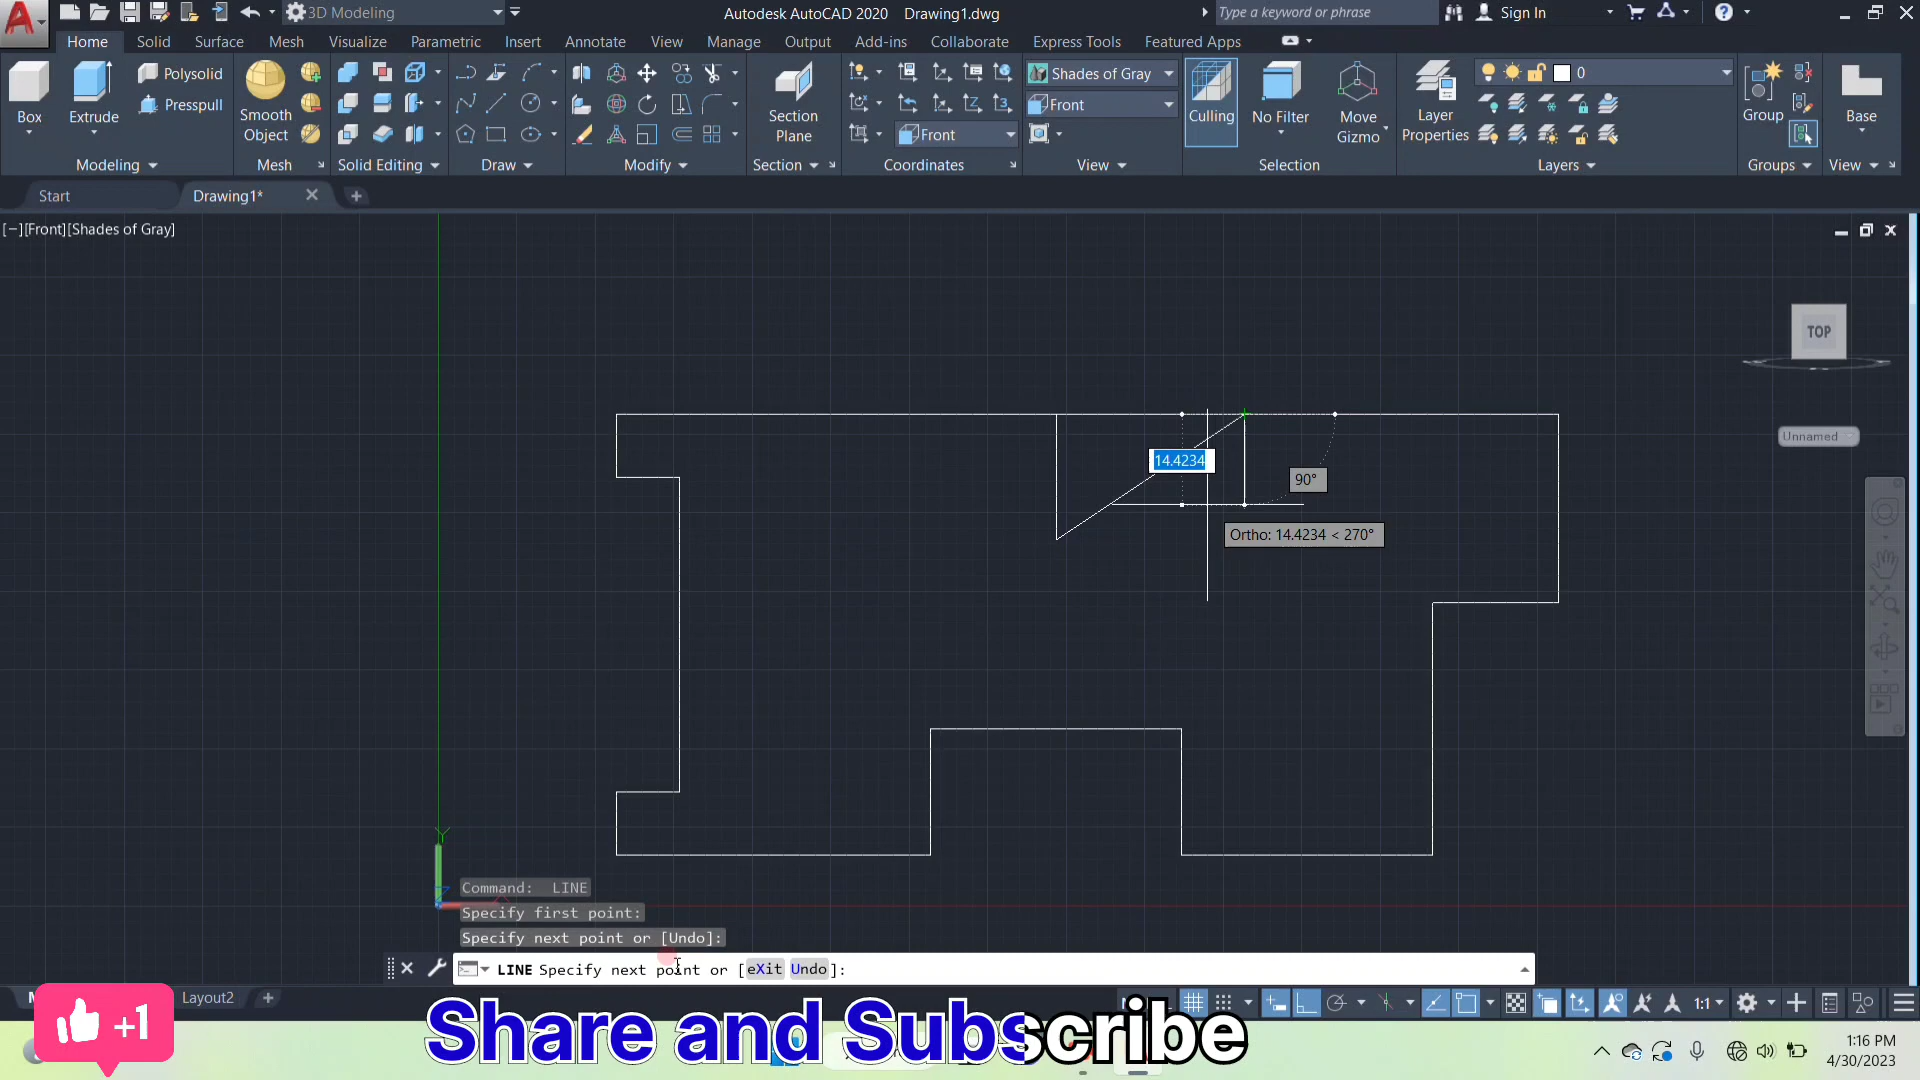 3D Modeling
Autodesk AutoCAD 2020 Drawing1.dwg
Type a keyword or phrase
Sign In
Home Solid Surface Mesh Visualize Parametric Insert Annotate View Manage Output Add-ins Collaborate Express Tools Featured Apps
Box
Extrude
Polysolid
Presspull
Smooth
Object
Section
Plane
Front
Shades of Gray
Front
Culling
No Filter
Move
Gizmo
Layer
Properties
0
Group
Base
Modeling
Mesh
Solid Editing
Draw
Modify
Section
Coordinates
View
Selection
Layers
Groups
View
Start
Drawing1*
[−][Front][Shades of Gray]
TOP
Unnamed
14.4234
90°
Ortho: 14.4234 < 270°
Y
Command: LINE
Specify first point:
Specify next point or [Undo]:
LINE Specify next point or [eXit Undo]:
Layout2
1:1
+1
Share and Subscribe
1:16 PM
4/30/2023